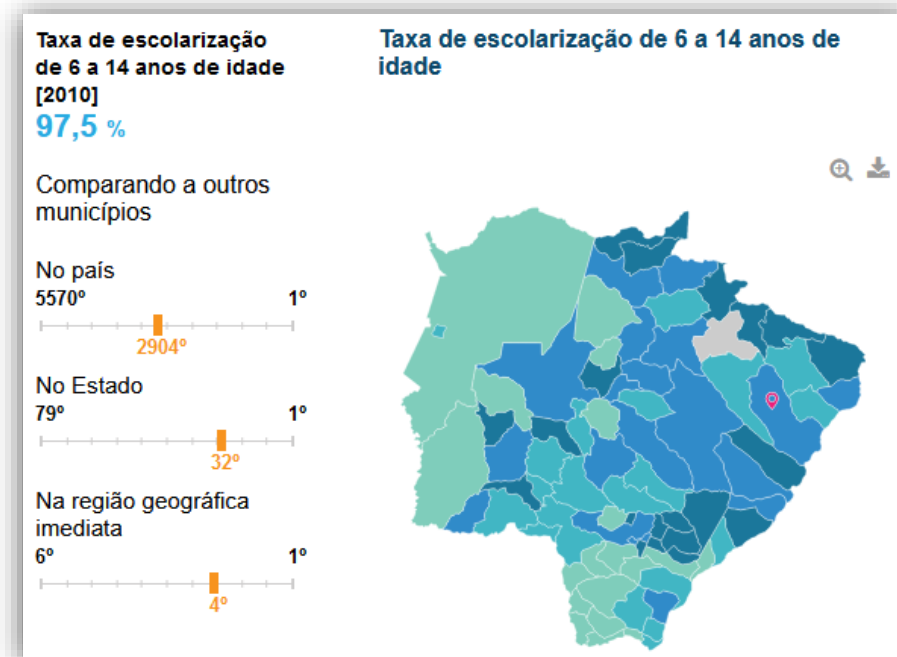 Taxa de escolarização
de 6 a 14 anos de idade
[2010]
97,5 %
Comparando a outros
municípios
No país
5570º 1º
2904º
No Estado
79º 1º
32º
Na região geográfica
imediata
6º 1º
4º
Taxa de escolarização de 6 a 14 anos de
idade